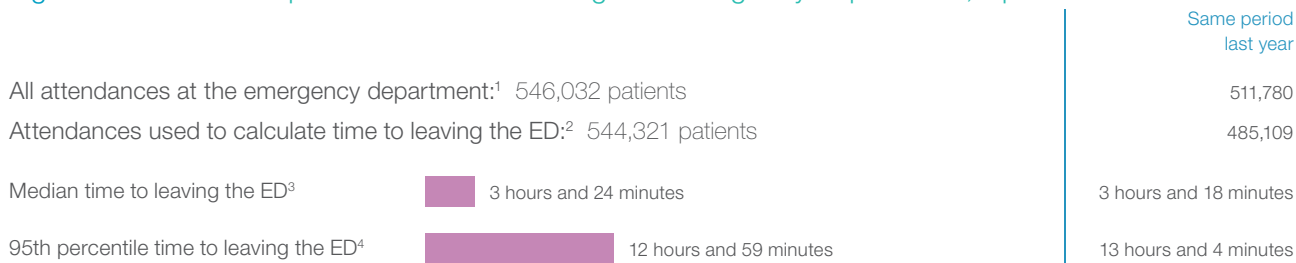 Same period
last year
All attendances at the emergency department:¹ 546,032 patients 511,780
Attendances used to calculate time to leaving the ED:² 544,321 patients 485,109
Median time to leaving the ED³ 3 hours and 24 minutes 3 hours and 18 minutes
95th percentile time to leaving the ED⁴ 12 hours and 59 minutes 13 hours and 4 minutes